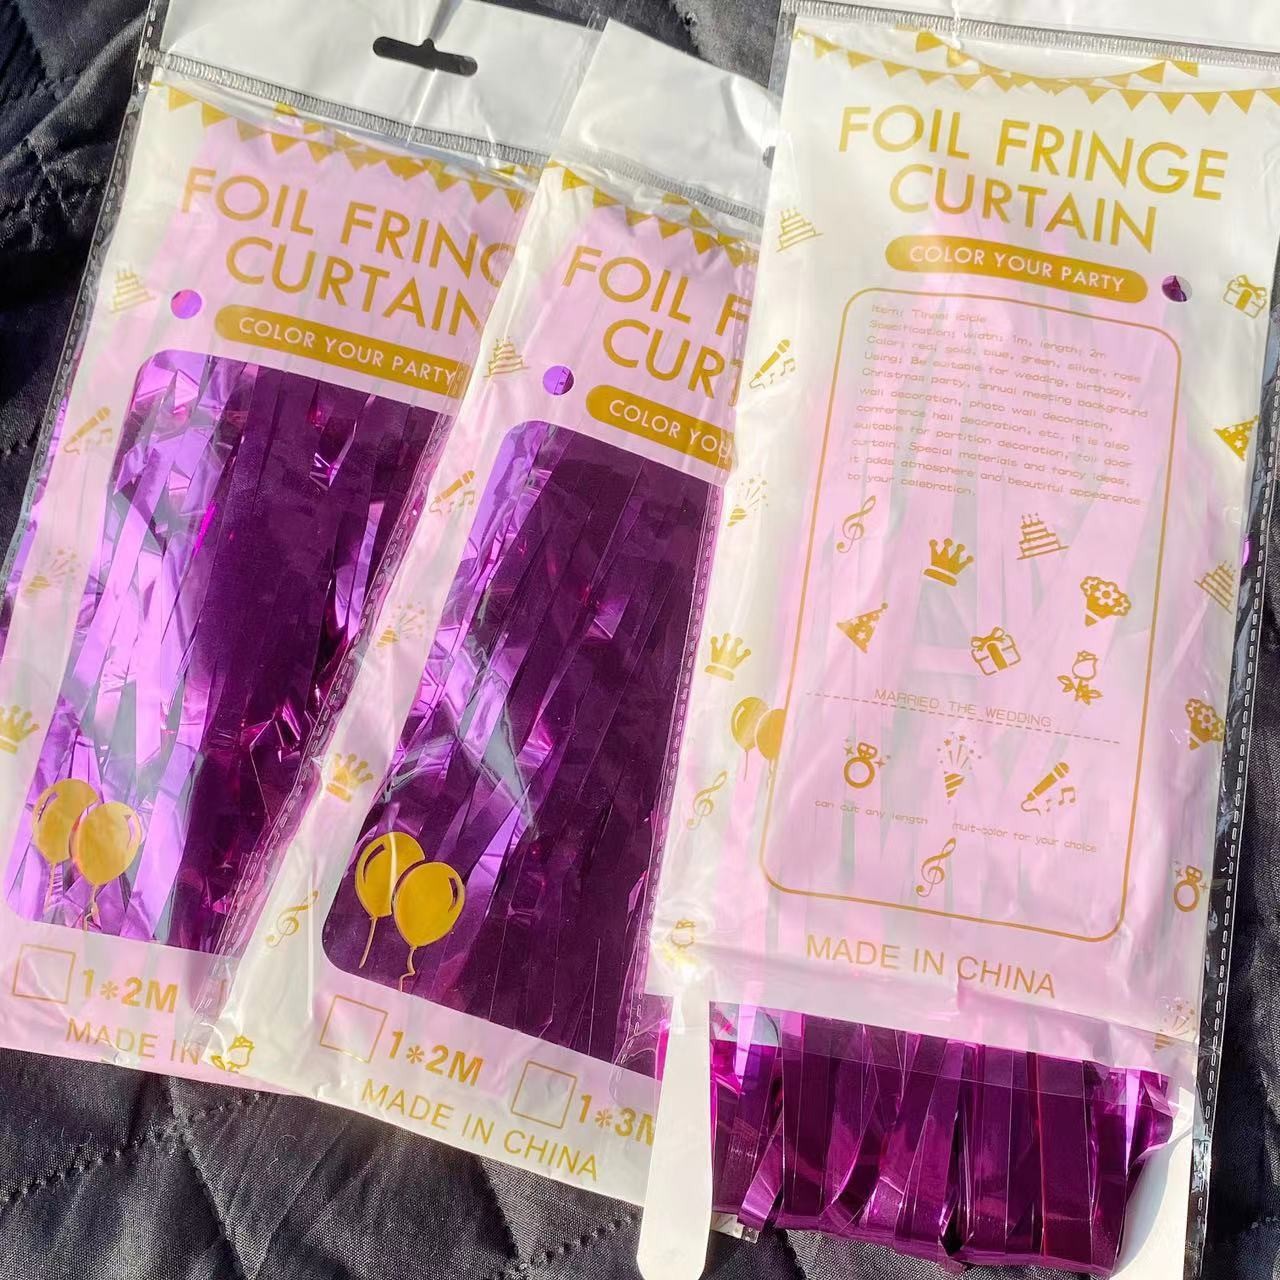 FOIL FRING
CURTAIN
COLOR YOUR PARTY
1*2M
MADE IN
FOIL F
CURT
COLOR YOU
1*2M
1*3M
MADE IN CHINA
FOIL FRINGE
CURTAIN
COLOR YOUR PARTY
Item: Tinsel icicle
Specification: width: 1m, length: 2m
Color: red, gold, blue, green, silver, rose
Using: Be suitable for wedding, birthday,
Christmas party, annual meeting background
wall decoration, photo wall decoration,
conference hall decoration, etc. It is also
suitable for partition decoration, foil door
curtain. Special materials and fancy ideas,
it adds atmosphere and beautiful appearance
to your celebration.
MARRIED THE WEDDING
can cut any length mult-color for your choice
MADE IN CHINA